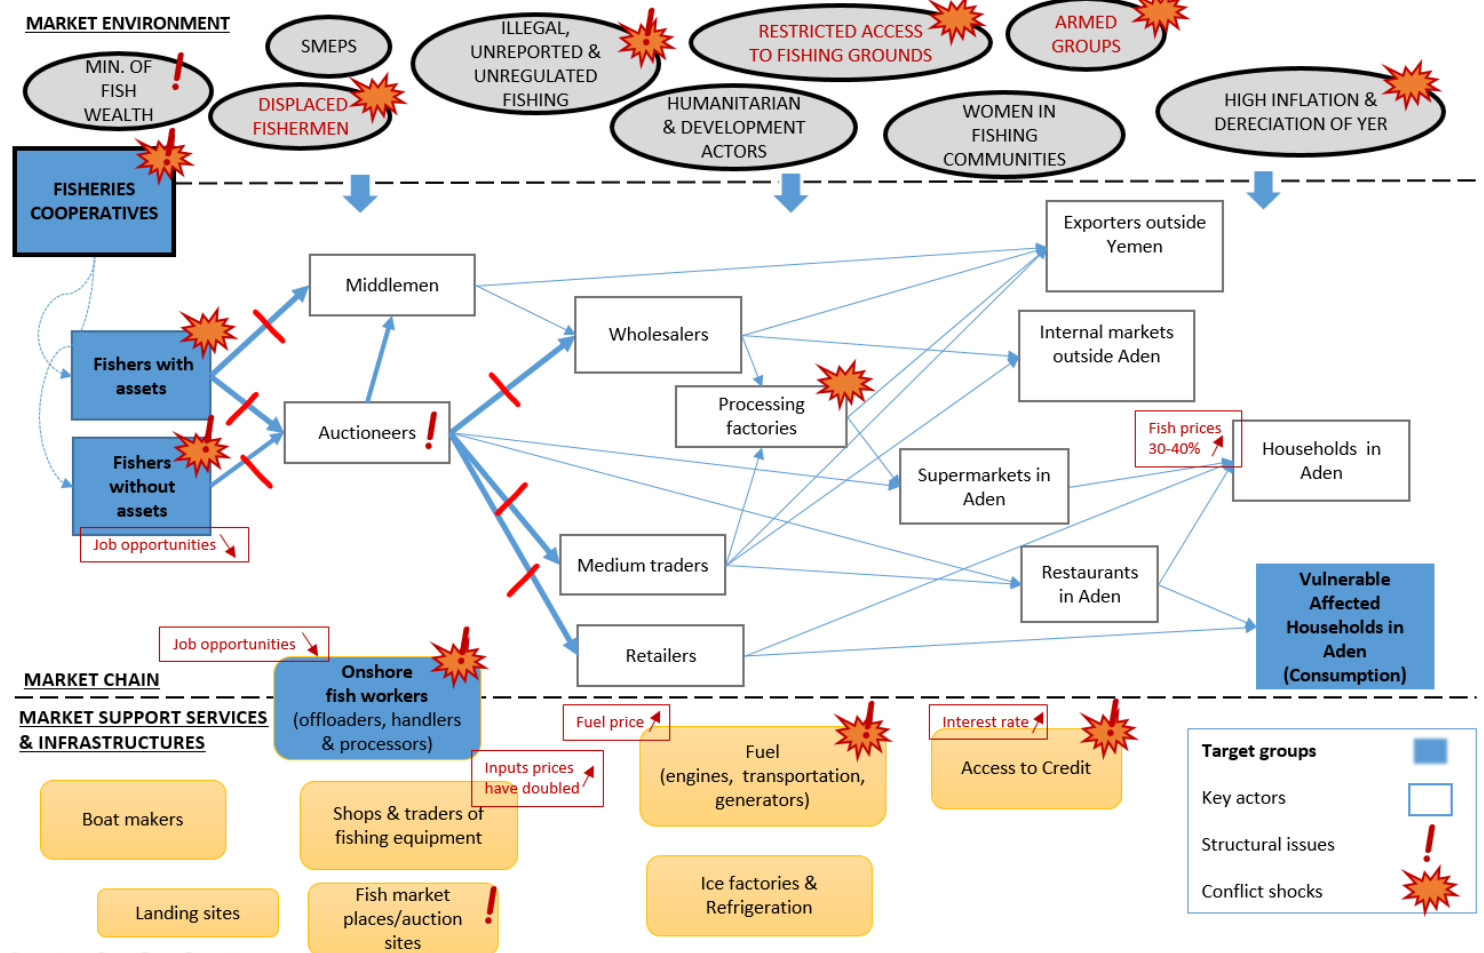 MARKET ENVIRONMENT
MIN. OF
FISH
WEALTH
SMEPS
DISPLACED
FISHERMEN
ILLEGAL,
UNREPORTED &
UNREGULATED
FISHING
RESTRICTED ACCESS
TO FISHING GROUNDS
HUMANITARIAN
& DEVELOPMENT
ACTORS
ARMED
GROUPS
WOMEN IN
FISHING
COMMUNITIES
HIGH INFLATION &
DERECIATION OF YER
FISHERIES
COOPERATIVES
Exporters outside
Yemen
Middlemen
Wholesalers
Internal markets
outside Aden
Fishers with
assets
Processing
factories
Auctioneers
Fish prices
30-40%
Households in
Aden
Fishers
without
assets
Supermarkets in
Aden
Job opportunities
Medium traders
Restaurants
in Aden
Vulnerable
Affected
Households in
Aden
(Consumption)
Job opportunities
Retailers
MARKET CHAIN
Onshore
fish workers
(offloaders, handlers
& processors)
MARKET SUPPORT SERVICES
& INFRASTRUCTURES
Fuel price
Interest rate
Inputs prices
have doubled
Fuel
(engines, transportation,
generators)
Access to Credit
Boat makers
Shops & traders of
fishing equipment
Landing sites
Fish market
places/auction
sites
Ice factories &
Refrigeration
Target groups
Key actors
Structural issues
Conflict shocks